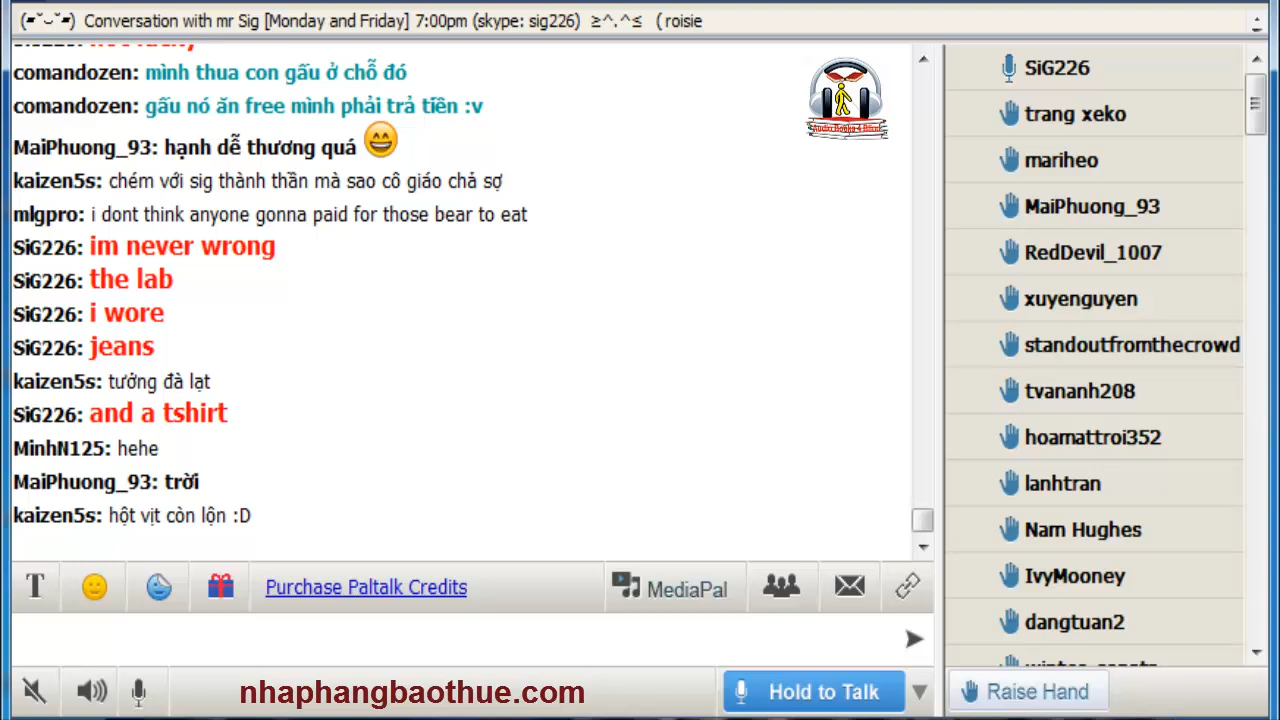 (▰˘◡˘▰) Conversation with mr Sig [Monday and Friday] 7:00pm (skype: sig226) ≥^.^≤ ( roisie
comandozen: mình thua con gấu ở chỗ đó
comandozen: gấu nó ăn free mình phải trả tiền :v
MaiPhuong_93: hạnh dễ thương quá
kaizen5s: chém với sig thành thần mà sao cô giáo chả sợ
mlgpro: i dont think anyone gonna paid for those bear to eat
SiG226: im never wrong
SiG226: the lab
SiG226: i wore
SiG226: jeans
kaizen5s: tưởng đà lạt
SiG226: and a tshirt
MinhN125: hehe
MaiPhuong_93: trời
kaizen5s: hột vịt còn lộn :D
Audio Books 4 Blind
T
Purchase Paltalk Credits
MediaPal
nhaphangbaothue.com
Hold to Talk
SiG226
trang xeko
mariheo
MaiPhuong_93
RedDevil_1007
xuyenguyen
standoutfromthecrowd
tvananh208
hoamattroi352
lanhtran
Nam Hughes
IvyMooney
dangtuan2
Raise Hand